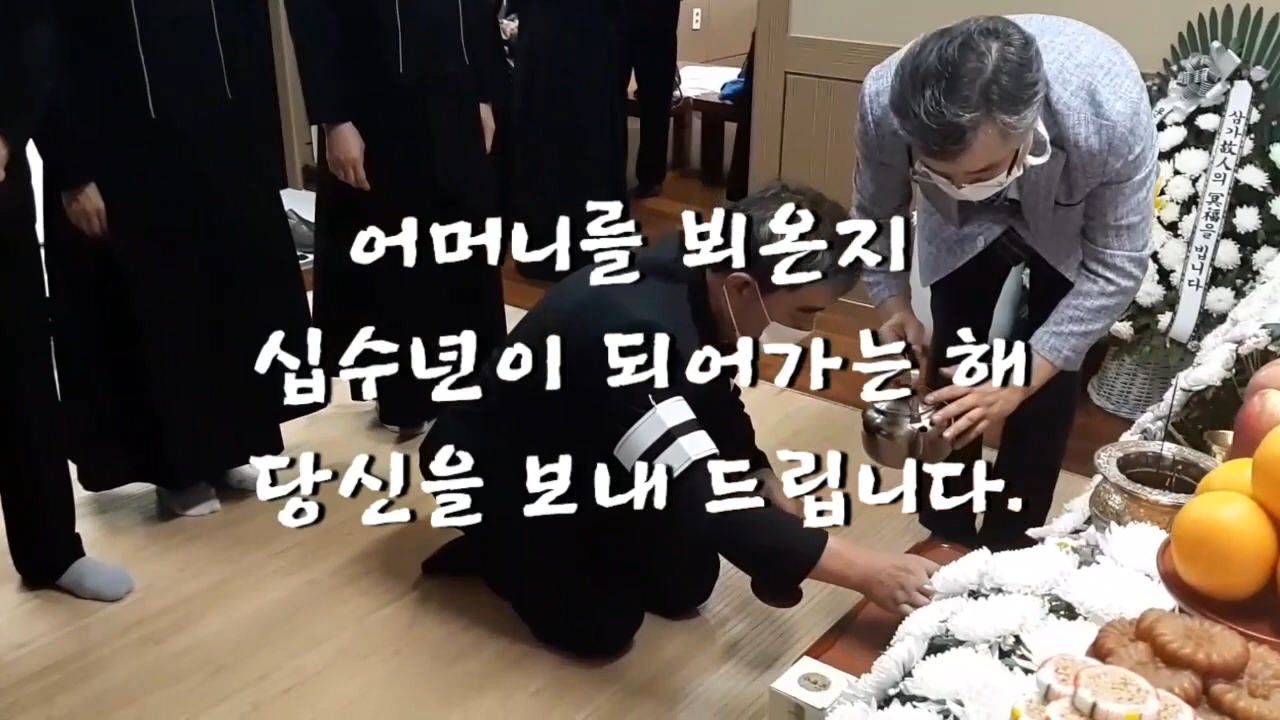 어머니를 뵈온지
십수년이 되어가는 해
당신을 보내 드립니다.
삼가 故人의 冥福을 빕니다